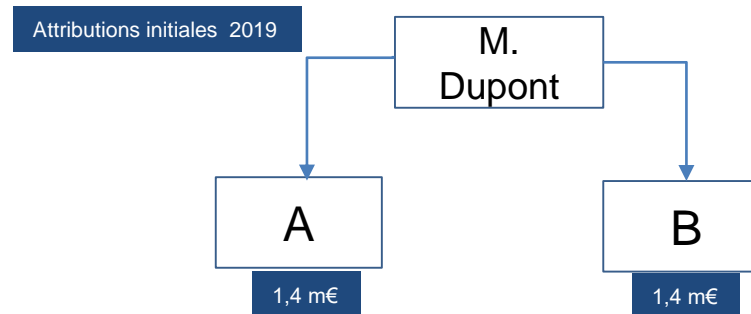 Attributions initiales 2019
M.
Dupont
A
B
1,4 m€
1,4 m€